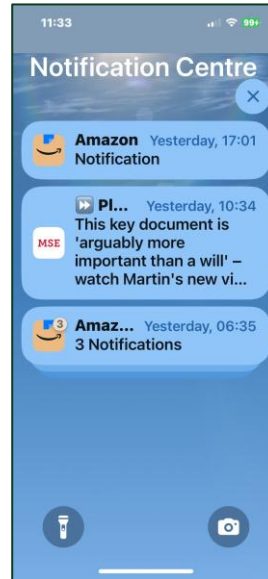 11:33
99+
Notification Centre
Amazon Yesterday, 17:01
Notification
Pl... Yesterday, 10:34
This key document is
'arguably more
important than a will' –
watch Martin's new vi...
MSE
Amaz... Yesterday, 06:35
3 Notifications
3